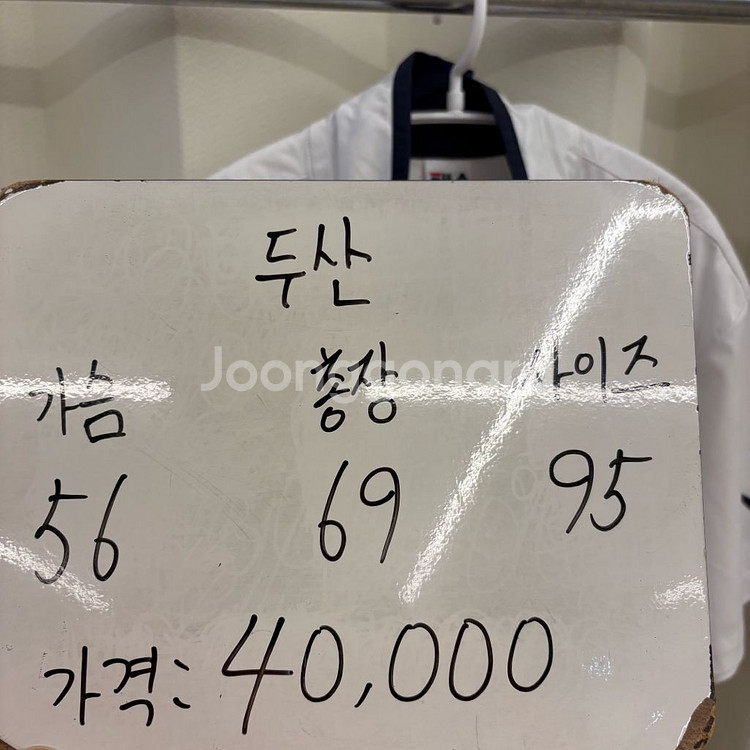 두산
가슴 총장 사이즈
56 69 95
가격: 40,000